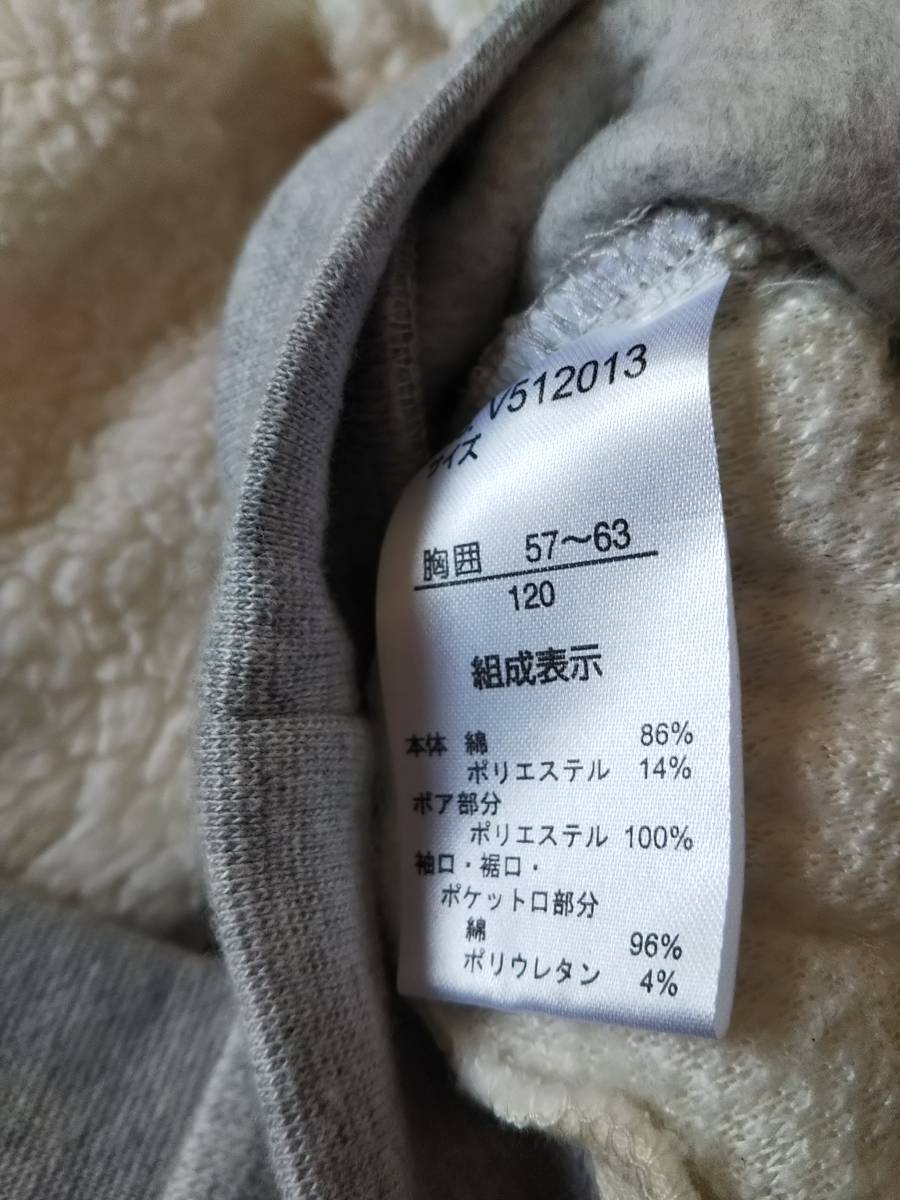 V512013
サイズ
胸囲 57〜63
120
組成表示
本体 綿 86%
ポリエステル 14%
ボア部分
ポリエステル 100%
袖口・裾口・
ポケット口部分
綿 96%
ポリウレタン 4%